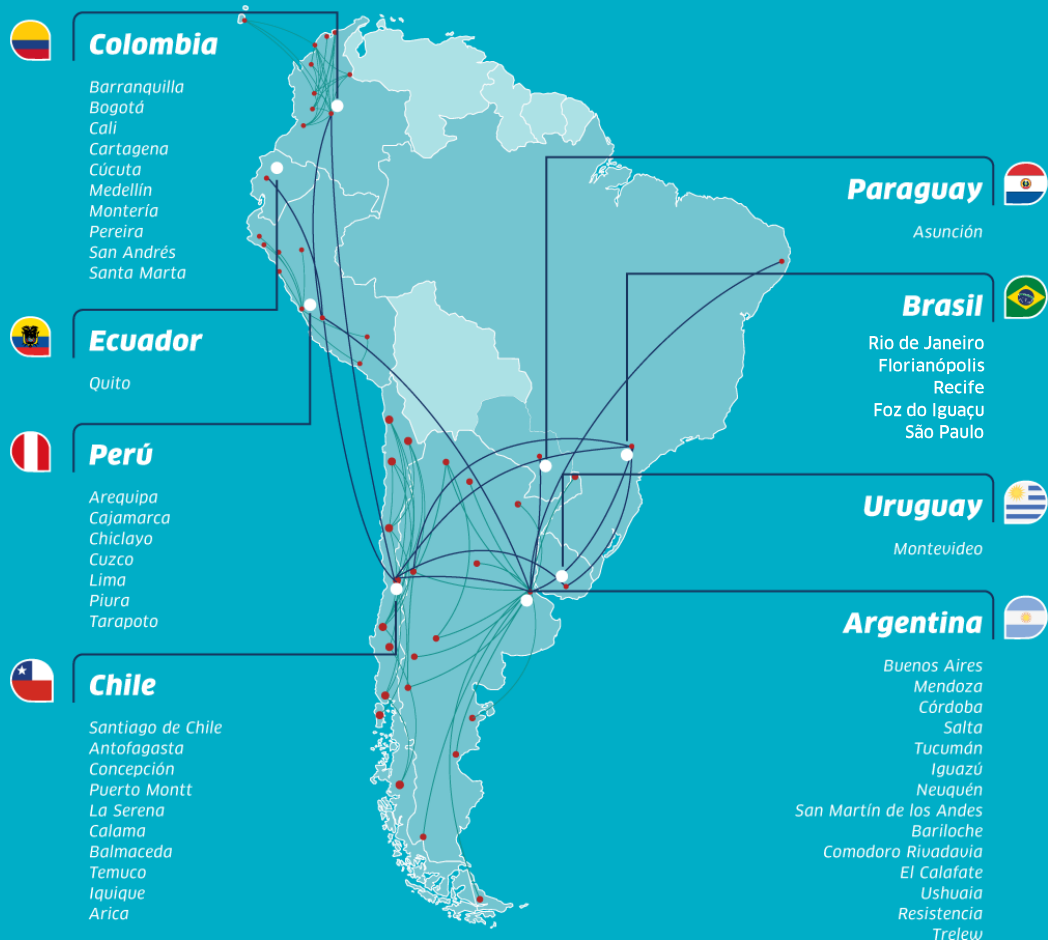 Colombia
Barranquilla
Bogotá
Cali
Cartagena
Cúcuta
Medellín
Montería
Pereira
San Andrés
Santa Marta
Ecuador
Quito
Perú
Arequipa
Cajamarca
Chiclayo
Cuzco
Lima
Piura
Tarapoto
Chile
Santiago de Chile
Antofagasta
Concepción
Puerto Montt
La Serena
Calama
Balmaceda
Temuco
Iquique
Arica
Paraguay
Asunción
Brasil
Rio de Janeiro
Florianópolis
Recife
Foz do Iguaçu
São Paulo
Uruguay
Montevideo
Argentina
Buenos Aires
Mendoza
Córdoba
Salta
Tucumán
Iguazú
Neuquén
San Martín de los Andes
Bariloche
Comodoro Rivadavia
El Calafate
Ushuaia
Resistencia
Trelew